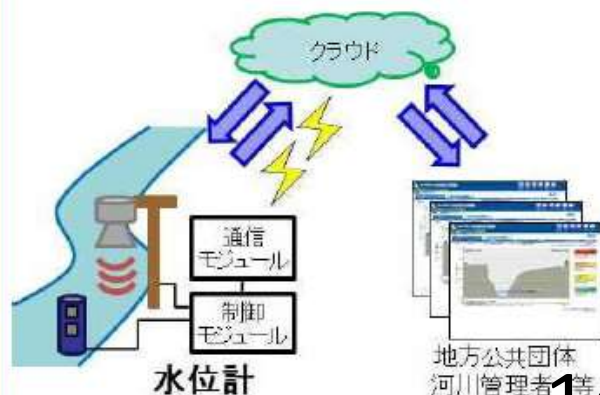 クラウド
通信
モジュール
制御
モジュール
水位計
地方公共団体
河川管理者等
1